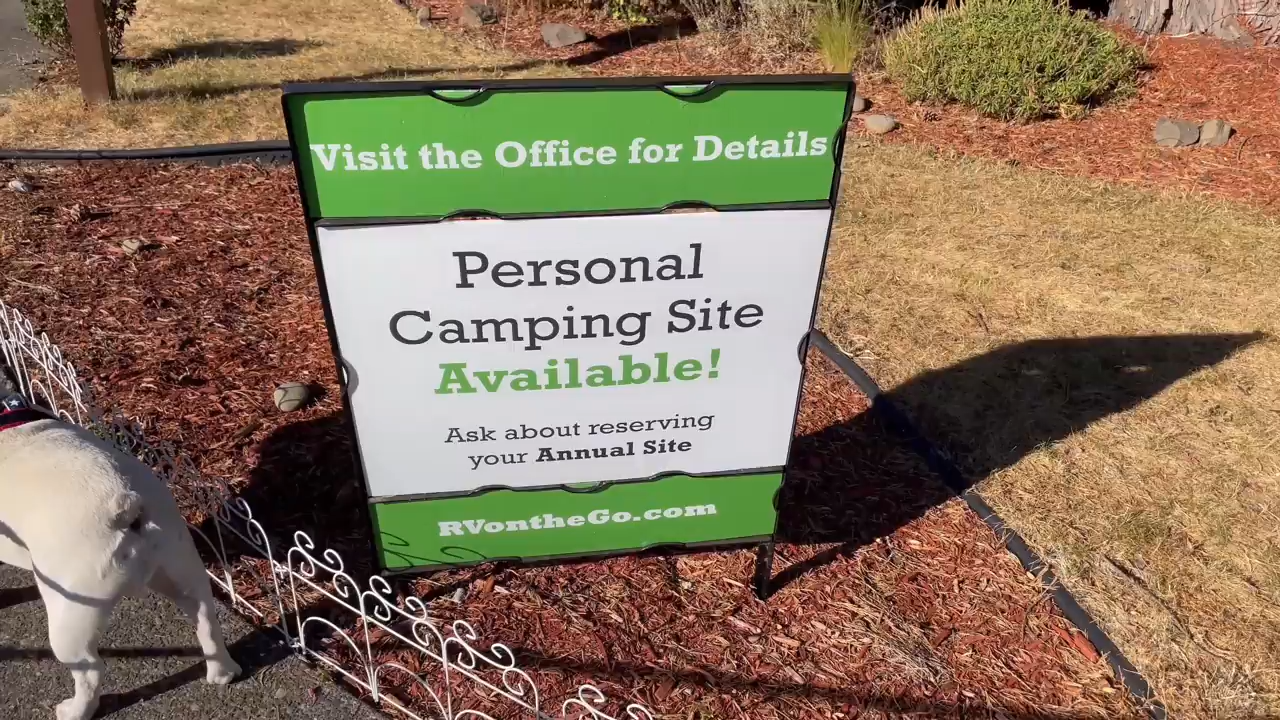 Visit the Office for Details
Personal
Camping Site
Available!
Ask about reserving
your Annual Site
RVontheGo.com